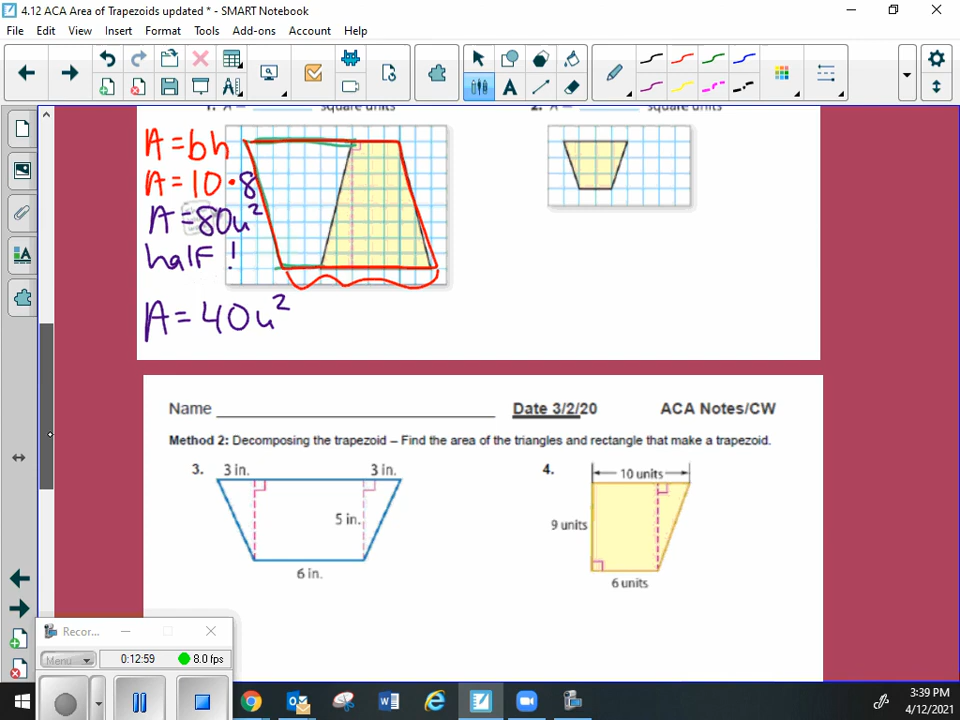 4.12 ACA Area of Trapezoids updated * - SMART Notebook
File Edit View Insert Format Tools Add-ons Account Help
square units
square units
A = bh
A = 10 • 8
A = 80u²
half !
A = 40u²
Name Date 3/2/20 ACA Notes/CW
Method 2: Decomposing the trapezoid – Find the area of the triangles and rectangle that make a trapezoid.
3. 3 in. 3 in. 4. 10 units
5 in. 9 units
6 in. 6 units
Recor...
Menu 0:12:59 8.0 fps
3:39 PM
4/12/2021